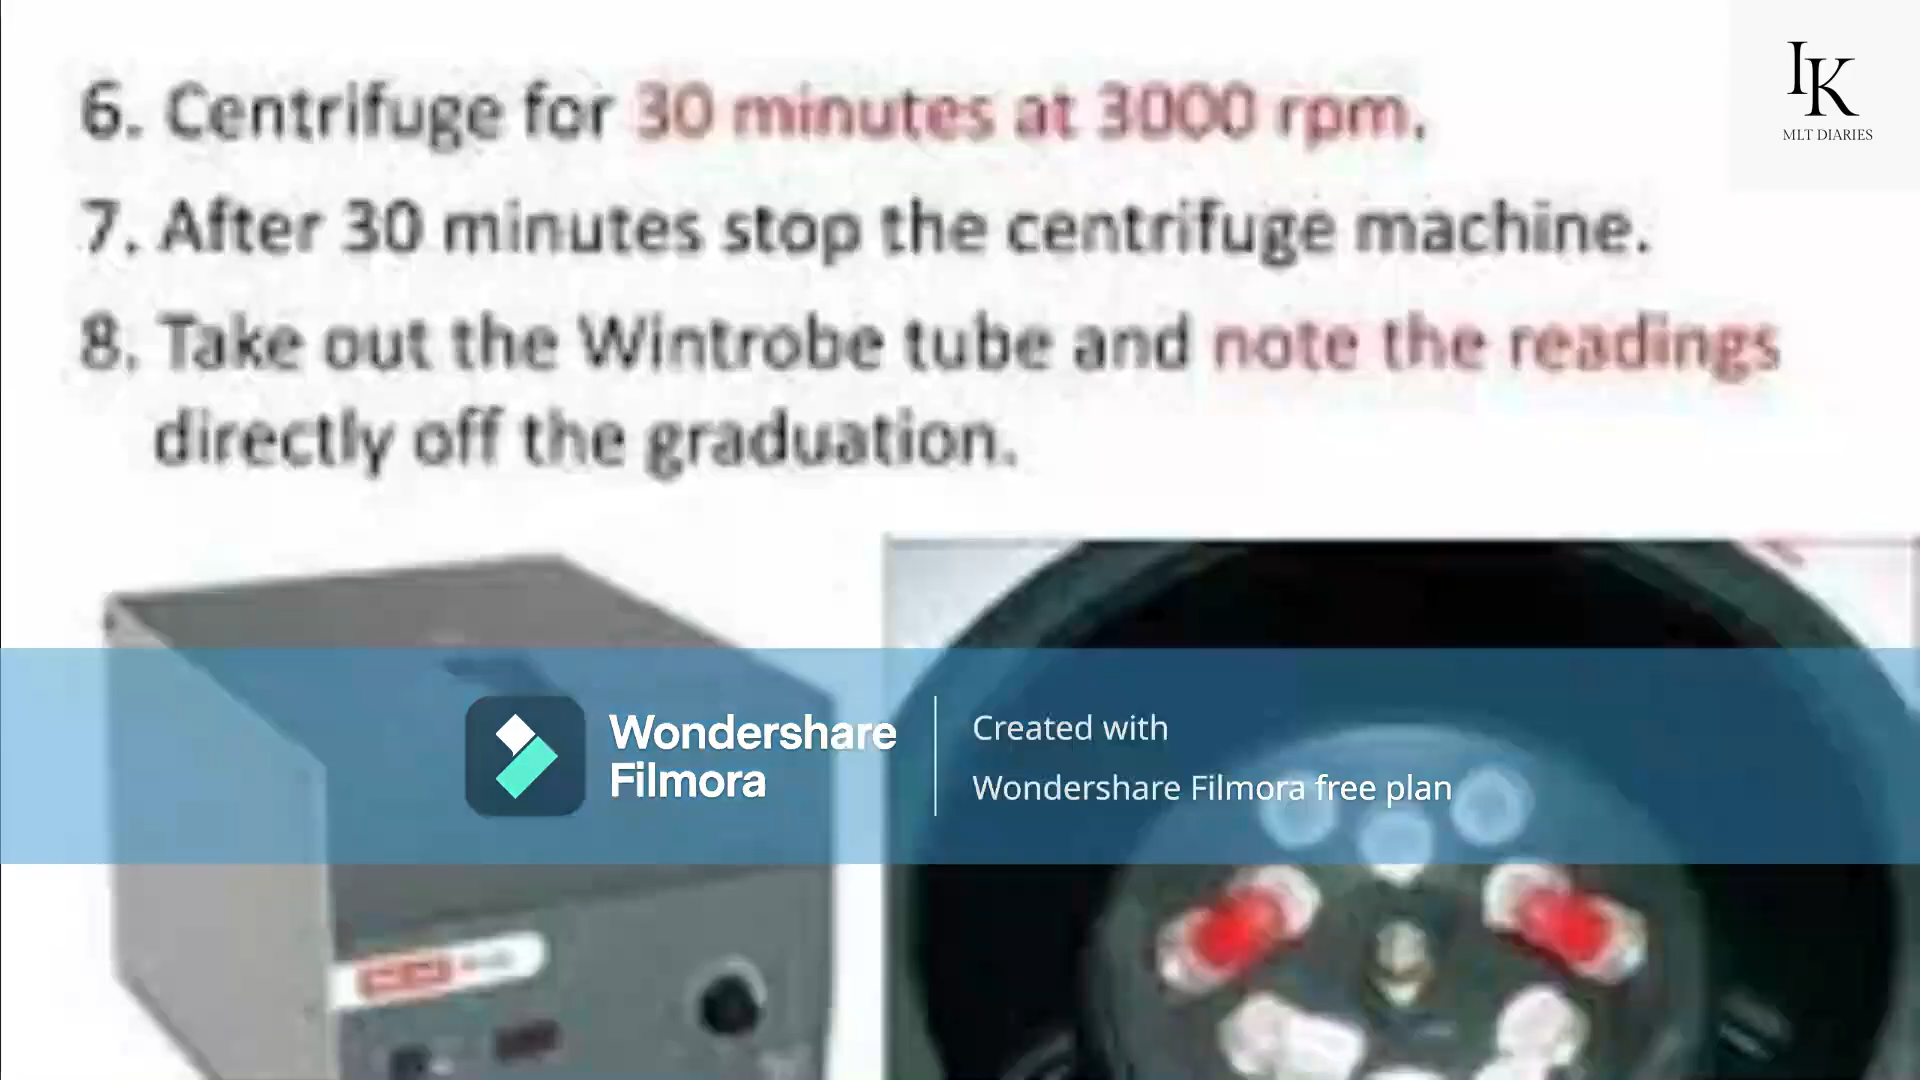 IK
MLT DIARIES
6. Centrifuge for 30 minutes at 3000 rpm.
7. After 30 minutes stop the centrifuge machine.
8. Take out the Wintrobe tube and note the readings
directly off the graduation.
Wondershare
Filmora
Created with
Wondershare Filmora free plan